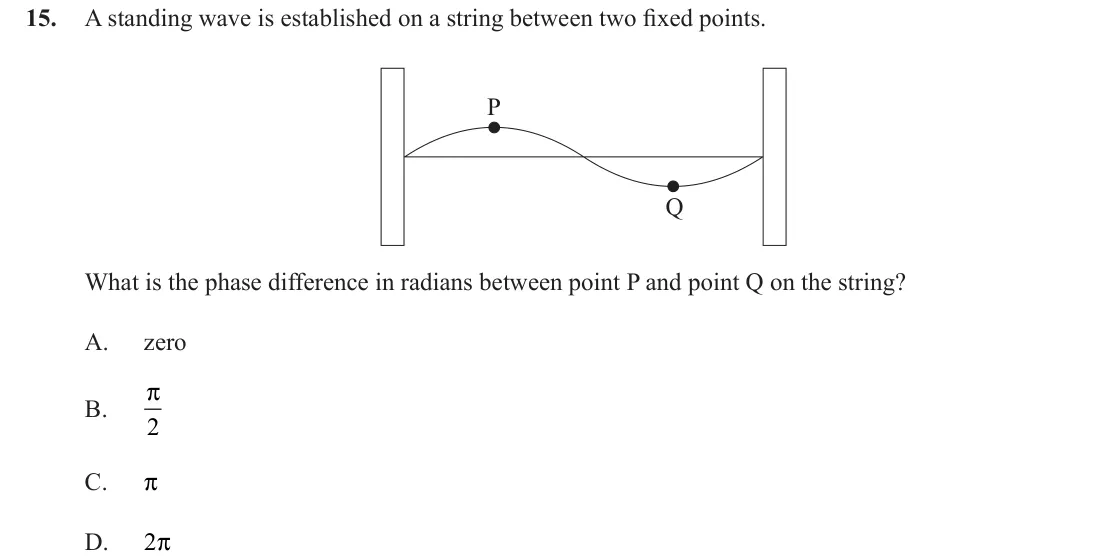 15. A standing wave is established on a string between two fixed points.
P
Q
What is the phase difference in radians between point P and point Q on the string?
A. zero
B. π/2
C. π
D. 2π